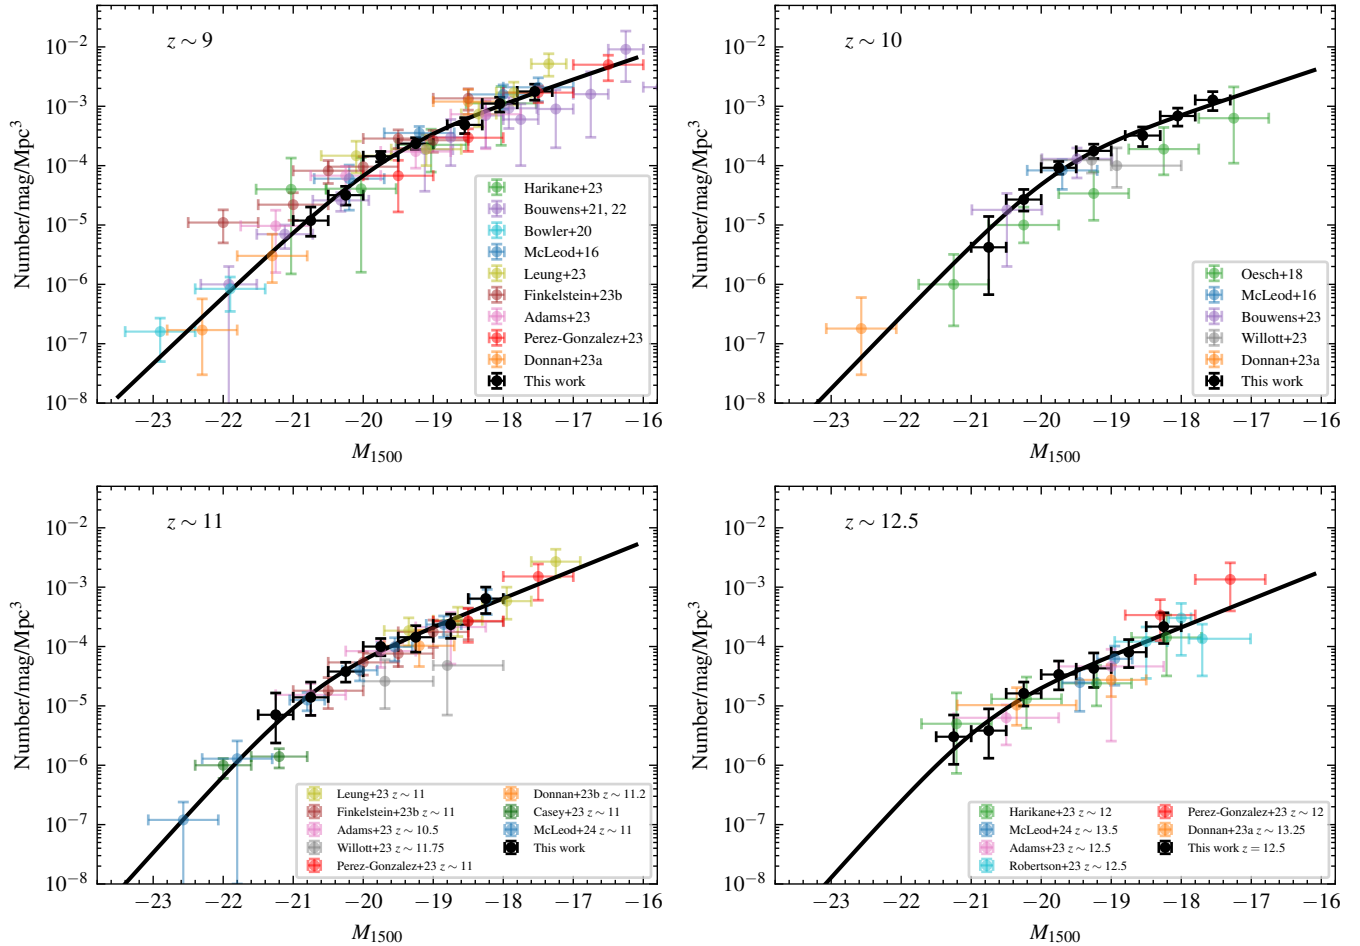 z ∼ 9
Number/mag/Mpc³
10⁻²
10⁻³
10⁻⁴
10⁻⁵
10⁻⁶
10⁻⁷
10⁻⁸
Harikane+23
Bouwens+21, 22
Bowler+20
McLeod+16
Leung+23
Finkelstein+23b
Adams+23
Perez-Gonzalez+23
Donnan+23a
This work
−23 −22 −21 −20 −19 −18 −17 −16
M₁₅₀₀
z ∼ 10
Number/mag/Mpc³
10⁻²
10⁻³
10⁻⁴
10⁻⁵
10⁻⁶
10⁻⁷
10⁻⁸
Oesch+18
McLeod+16
Bouwens+23
Willott+23
Donnan+23a
This work
−23 −22 −21 −20 −19 −18 −17 −16
M₁₅₀₀
z ∼ 11
Number/mag/Mpc³
10⁻²
10⁻³
10⁻⁴
10⁻⁵
10⁻⁶
10⁻⁷
10⁻⁸
Leung+23 z ∼ 11
Finkelstein+23b z ∼ 11
Adams+23 z ∼ 10.5
Willott+23 z ∼ 11.75
Perez-Gonzalez+23 z ∼ 11
Donnan+23b z ∼ 11.2
Casey+23 z ∼ 11
McLeod+24 z ∼ 11
This work
−23 −22 −21 −20 −19 −18 −17 −16
M₁₅₀₀
z ∼ 12.5
Number/mag/Mpc³
10⁻²
10⁻³
10⁻⁴
10⁻⁵
10⁻⁶
10⁻⁷
10⁻⁸
Harikane+23 z ∼ 12
McLeod+24 z ∼ 13.5
Adams+23 z ∼ 12.5
Robertson+23 z ∼ 12.5
Perez-Gonzalez+23 z ∼ 12
Donnan+23a z ∼ 13.25
This work z = 12.5
−23 −22 −21 −20 −19 −18 −17 −16
M₁₅₀₀